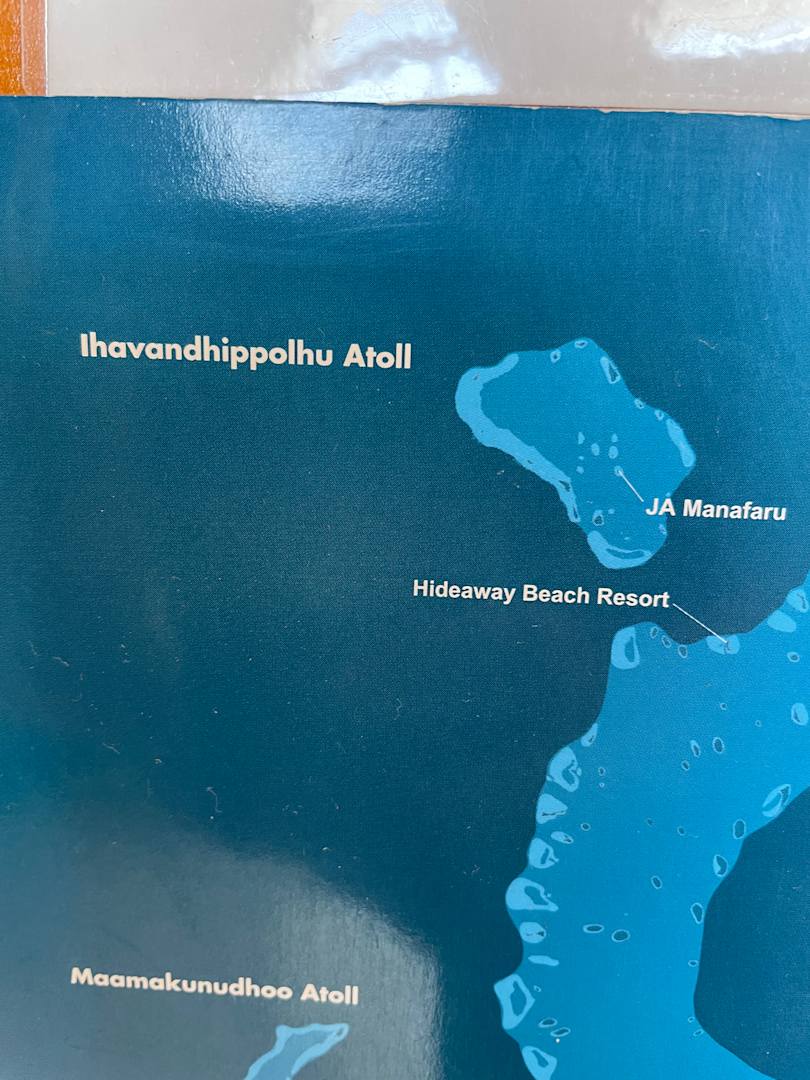 Ihavandhippolhu Atoll
JA Manafaru
Hideaway Beach Resort
Maamakunudhoo Atoll